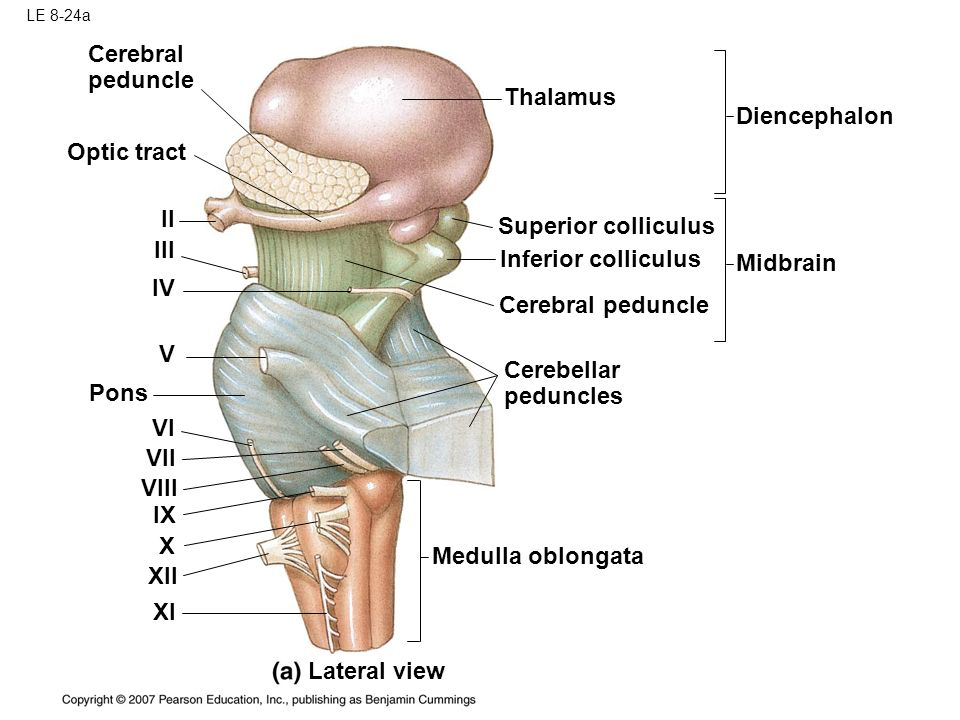 LE 8-24a
Cerebral
peduncle
Thalamus
Diencephalon
Optic tract
II
Superior colliculus
III
Inferior colliculus
Midbrain
IV
Cerebral peduncle
V
Cerebellar
peduncles
Pons
VI
VII
VIII
IX
X
Medulla oblongata
XII
XI
(a) Lateral view
Copyright © 2007 Pearson Education, Inc., publishing as Benjamin Cummings